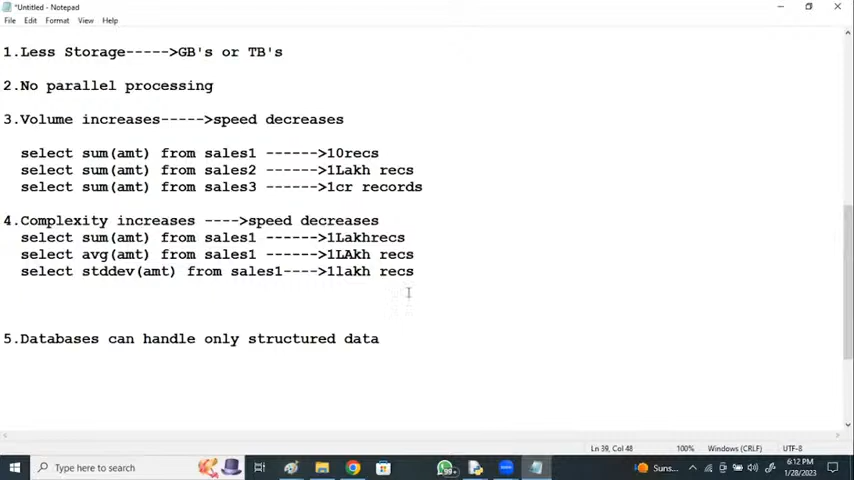 *Untitled - Notepad
File Edit Format View Help
1.Less Storage----->GB's or TB's
2.No parallel processing
3.Volume increases----->speed decreases
select sum(amt) from sales1 ------>10recs
select sum(amt) from sales2 ------>1Lakh recs
select sum(amt) from sales3 ------>1cr records
4.Complexity increases ---->speed decreases
select sum(amt) from sales1 ------>1Lakhrecs
select avg(amt) from sales1 ------>1LAkh recs
select stddev(amt) from sales1---->1lakh recs
5.Databases can handle only structured data
Ln 39, Col 48 100% Windows (CRLF) UTF-8
Type here to search 99+ Suns... 6:12 PM
1/28/2023